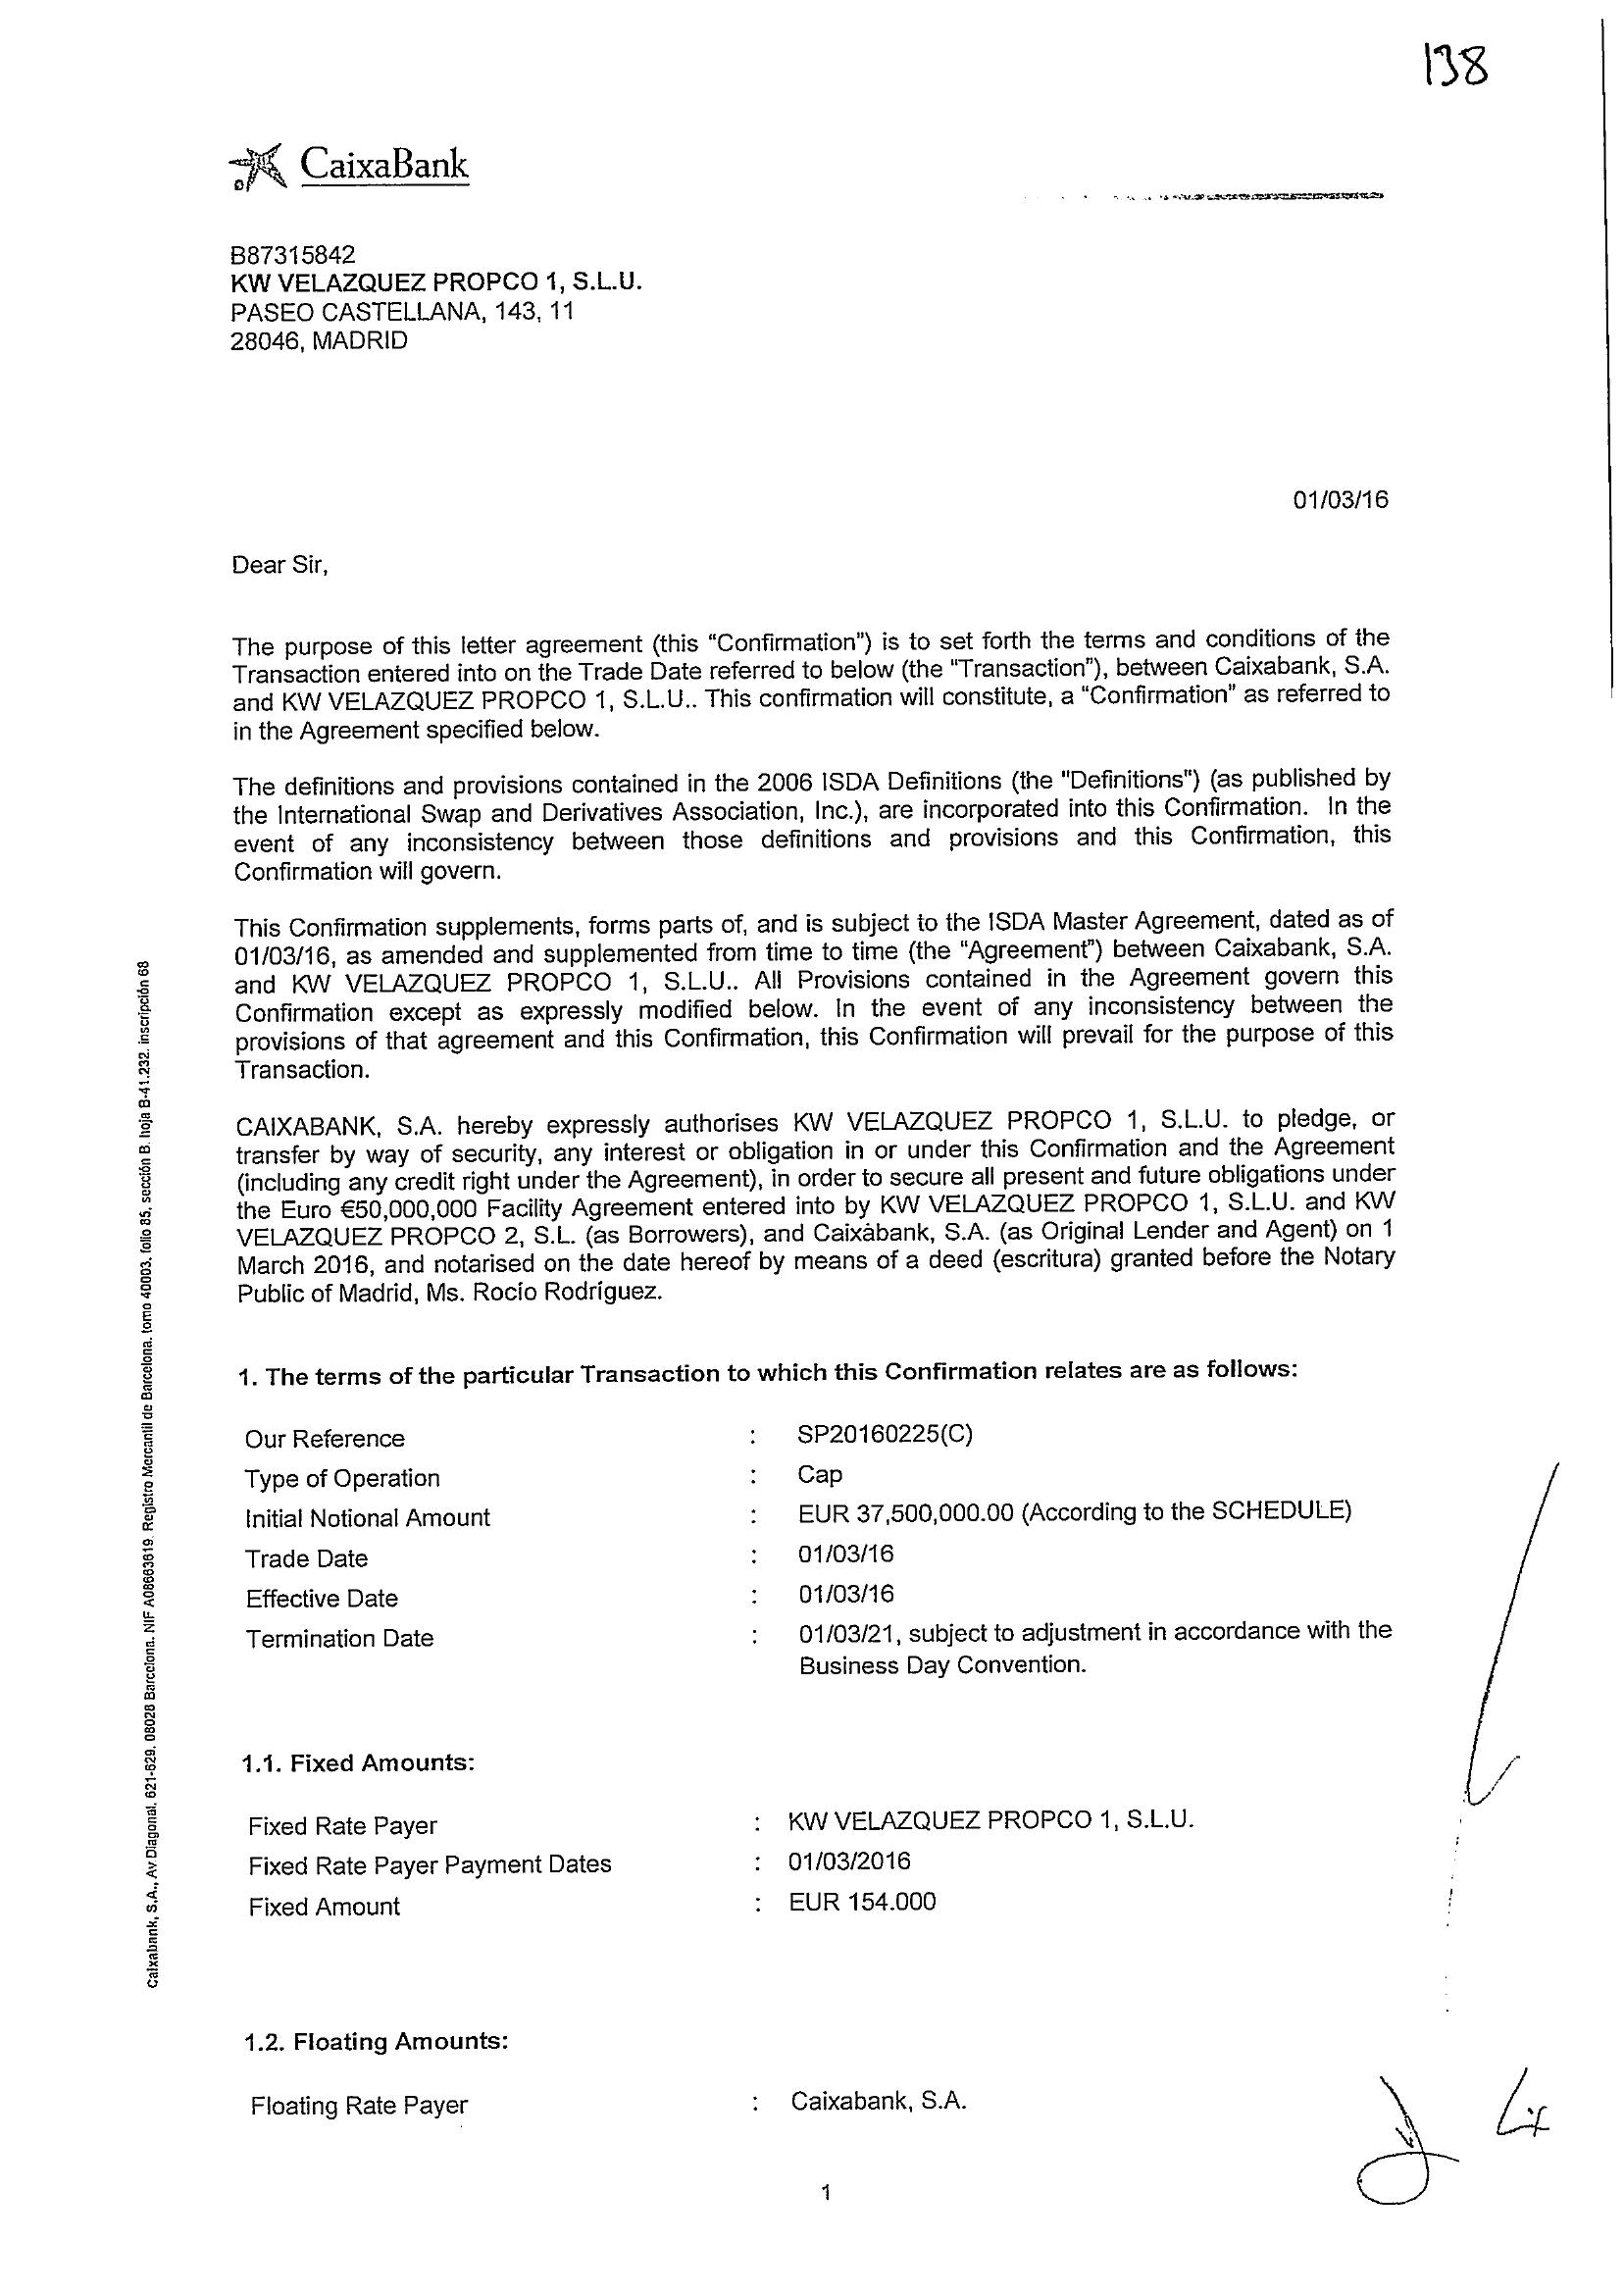 138
CaixaBank
B87315842
KW VELAZQUEZ PROPCO 1, S.L.U.
PASEO CASTELLANA, 143, 11
28046, MADRID
01/03/16
Dear Sir,
The purpose of this letter agreement (this “Confirmation”) is to set forth the terms and conditions of the
Transaction entered into on the Trade Date referred to below (the "Transaction"), between Caixabank, S.A.
and KW VELAZQUEZ PROPCO 1, S.L.U.. This confirmation will constitute, a “Confirmation” as referred to
in the Agreement specified below.
The definitions and provisions contained in the 2006 ISDA Definitions (the "Definitions") (as published by
the International Swap and Derivatives Association, Inc.), are incorporated into this Confirmation. In the
event of any inconsistency between those definitions and provisions and this Confirmation, this
Confirmation will govern.
This Confirmation supplements, forms parts of, and is subject to the ISDA Master Agreement, dated as of
01/03/16, as amended and supplemented from time to time (the “Agreement”) between Caixabank, S.A.
and KW VELAZQUEZ PROPCO 1, S.L.U.. All Provisions contained in the Agreement govern this
Confirmation except as expressly modified below. In the event of any inconsistency between the
provisions of that agreement and this Confirmation, this Confirmation will prevail for the purpose of this
Transaction.
CAIXABANK, S.A. hereby expressly authorises KW VELAZQUEZ PROPCO 1, S.L.U. to pledge, or
transfer by way of security, any interest or obligation in or under this Confirmation and the Agreement
(including any credit right under the Agreement), in order to secure all present and future obligations under
the Euro €50,000,000 Facility Agreement entered into by KW VELAZQUEZ PROPCO 1, S.L.U. and KW
VELAZQUEZ PROPCO 2, S.L. (as Borrowers), and Caixabank, S.A. (as Original Lender and Agent) on 1
March 2016, and notarised on the date hereof by means of a deed (escritura) granted before the Notary
Public of Madrid, Ms. Rocío Rodríguez.
1. The terms of the particular Transaction to which this Confirmation relates are as follows:
Our Reference : SP20160225(C)
Type of Operation : Cap
Initial Notional Amount : EUR 37,500,000.00 (According to the SCHEDULE)
Trade Date : 01/03/16
Effective Date : 01/03/16
Termination Date : 01/03/21, subject to adjustment in accordance with the
Business Day Convention.
1.1. Fixed Amounts:
Fixed Rate Payer : KW VELAZQUEZ PROPCO 1, S.L.U.
Fixed Rate Payer Payment Dates : 01/03/2016
Fixed Amount : EUR 154.000
1.2. Floating Amounts:
Floating Rate Payer : Caixabank, S.A.
1
Caixabank, S.A., Av Diagonal, 621-629. 08028 Barcelona. NIF A08663619. Registro Mercantil de Barcelona. tomo 40003, folio 85, sección B. hoja B-41.232. inscripción 68